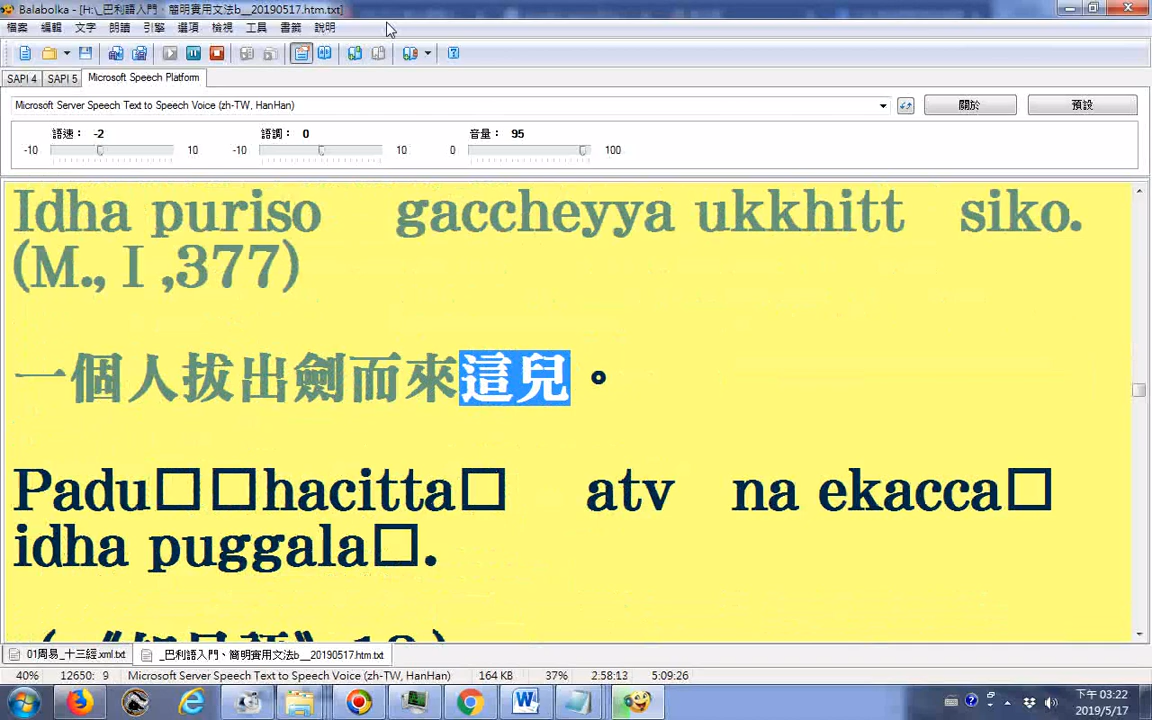 Balabolka - [H:\_巴利語入門、簡明實用文法b__20190517.htm.txt]
檔案 編輯 文字 朗讀 引擎 選項 檢視 工具 書籤 說明
SAPI 4 SAPI 5 Microsoft Speech Platform
Microsoft Server Speech Text to Speech Voice (zh-TW, HanHan) 關於 預設
語速： -2 語調： 0 音量： 95
-10 10 -10 10 0 100
Idha puriso gaccheyya ukkhitt siko.
(M., I ,377)
一個人拔出劍而來這兒。
Padu□□hacitta□ atv na ekacca□
idha puggala□.
01周易_十三經.xml.txt _巴利語入門、簡明實用文法b__20190517.htm.txt
40% 12650: 9 Microsoft Server Speech Text to Speech Voice (zh-TW, HanHan) 164 KB 37% 2:58:13 5:09:26
下午 03:22
2019/5/17